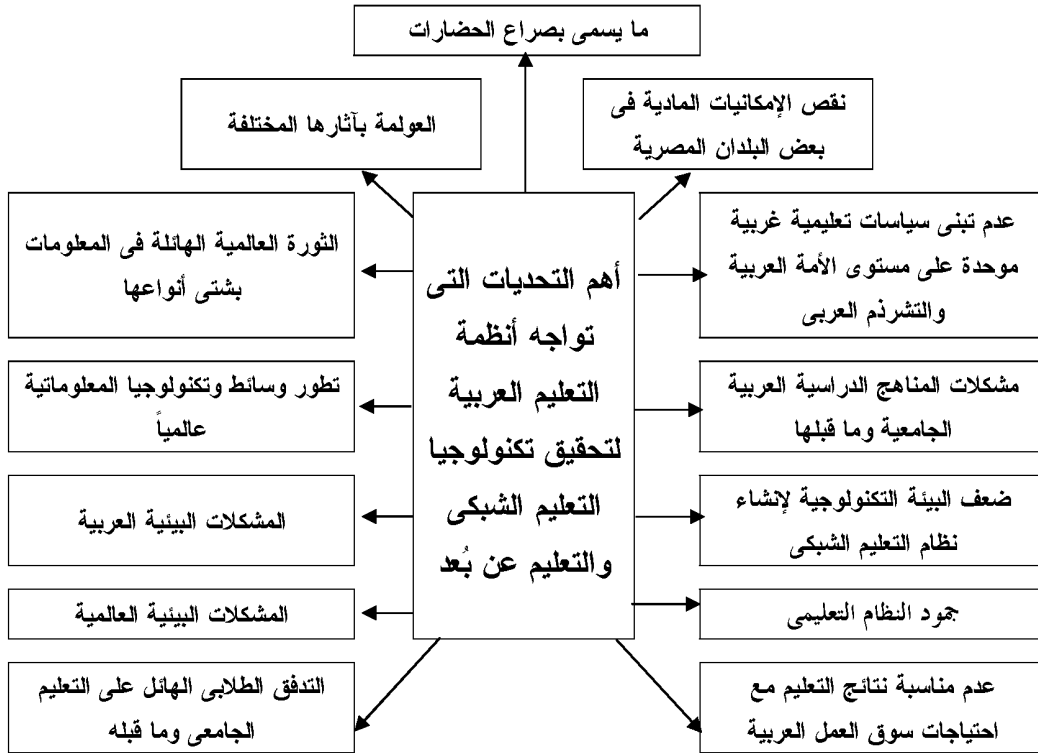 ما يسمى بصراع الحضارات
نقص الإمكانيات المادية فى
بعض البلدان المصرية
العولمة بآثارها المختلفة
أهم التحديات التى
تواجه أنظمة
التعليم العربية
لتحقيق تكنولوجيا
التعليم الشبكى
والتعليم عن بُعد
عدم تبنى سياسات تعليمية غربية
موحدة على مستوى الأمة العربية
والتشرذم العربى
مشكلات المناهج الدراسية العربية
الجامعية وما قبلها
ضعف البيئة التكنولوجية لإنشاء
نظام التعليم الشبكى
جمود النظام التعليمى
عدم مناسبة نتائج التعليم مع
احتياجات سوق العمل العربية
الثورة العالمية الهائلة فى المعلومات
بشتى أنواعها
تطور وسائط وتكنولوجيا المعلوماتية
عالمياً
المشكلات البيئية العربية
المشكلات البيئية العالمية
التدفق الطلابى الهائل على التعليم
الجامعى وما قبله